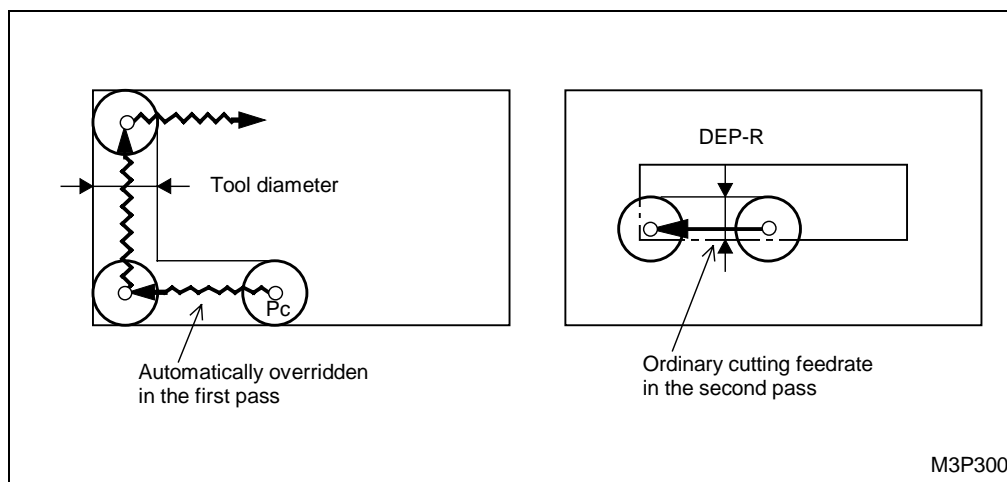 Tool diameter
Pc
Automatically overridden
in the first pass
DEP-R
Ordinary cutting feedrate
in the second pass
M3P300